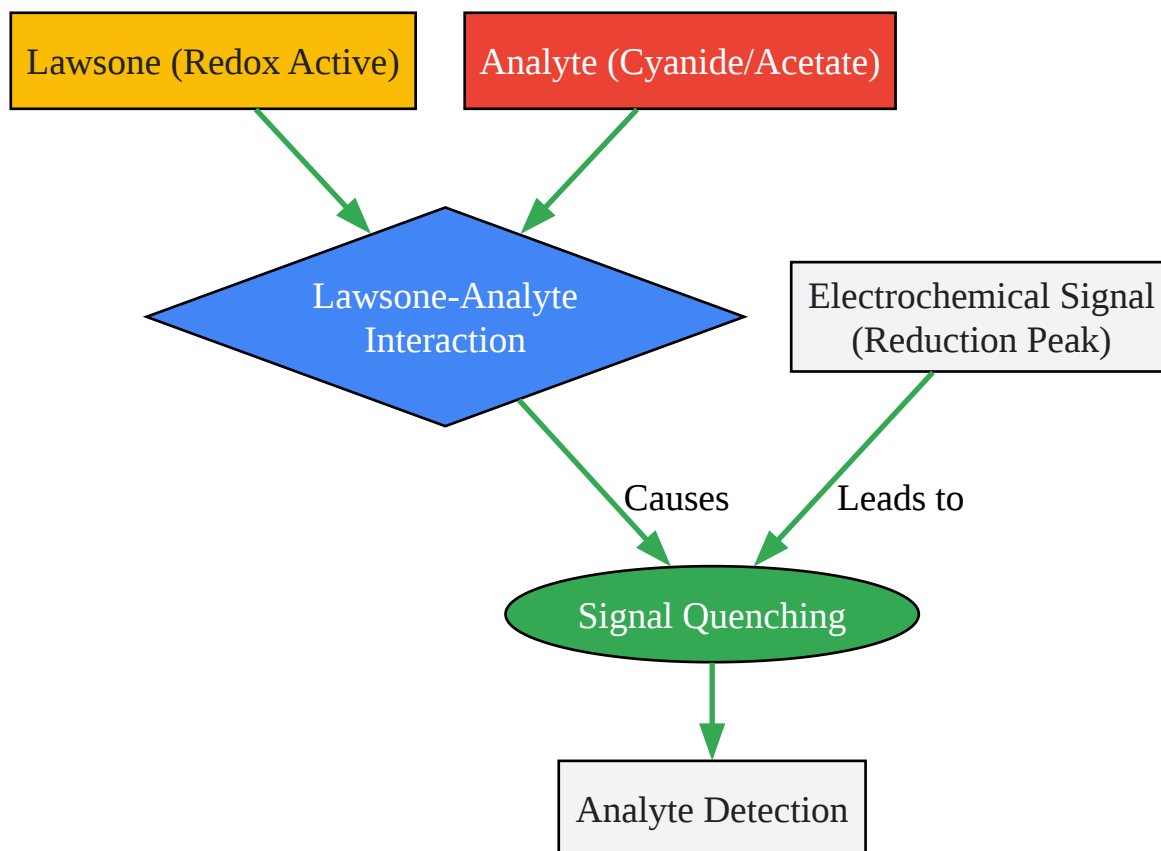 Lawsone (Redox Active)
Analyte (Cyanide/Acetate)
Lawsone-Analyte
Interaction
Electrochemical Signal
(Reduction Peak)
Causes
Leads to
Signal Quenching
Analyte Detection